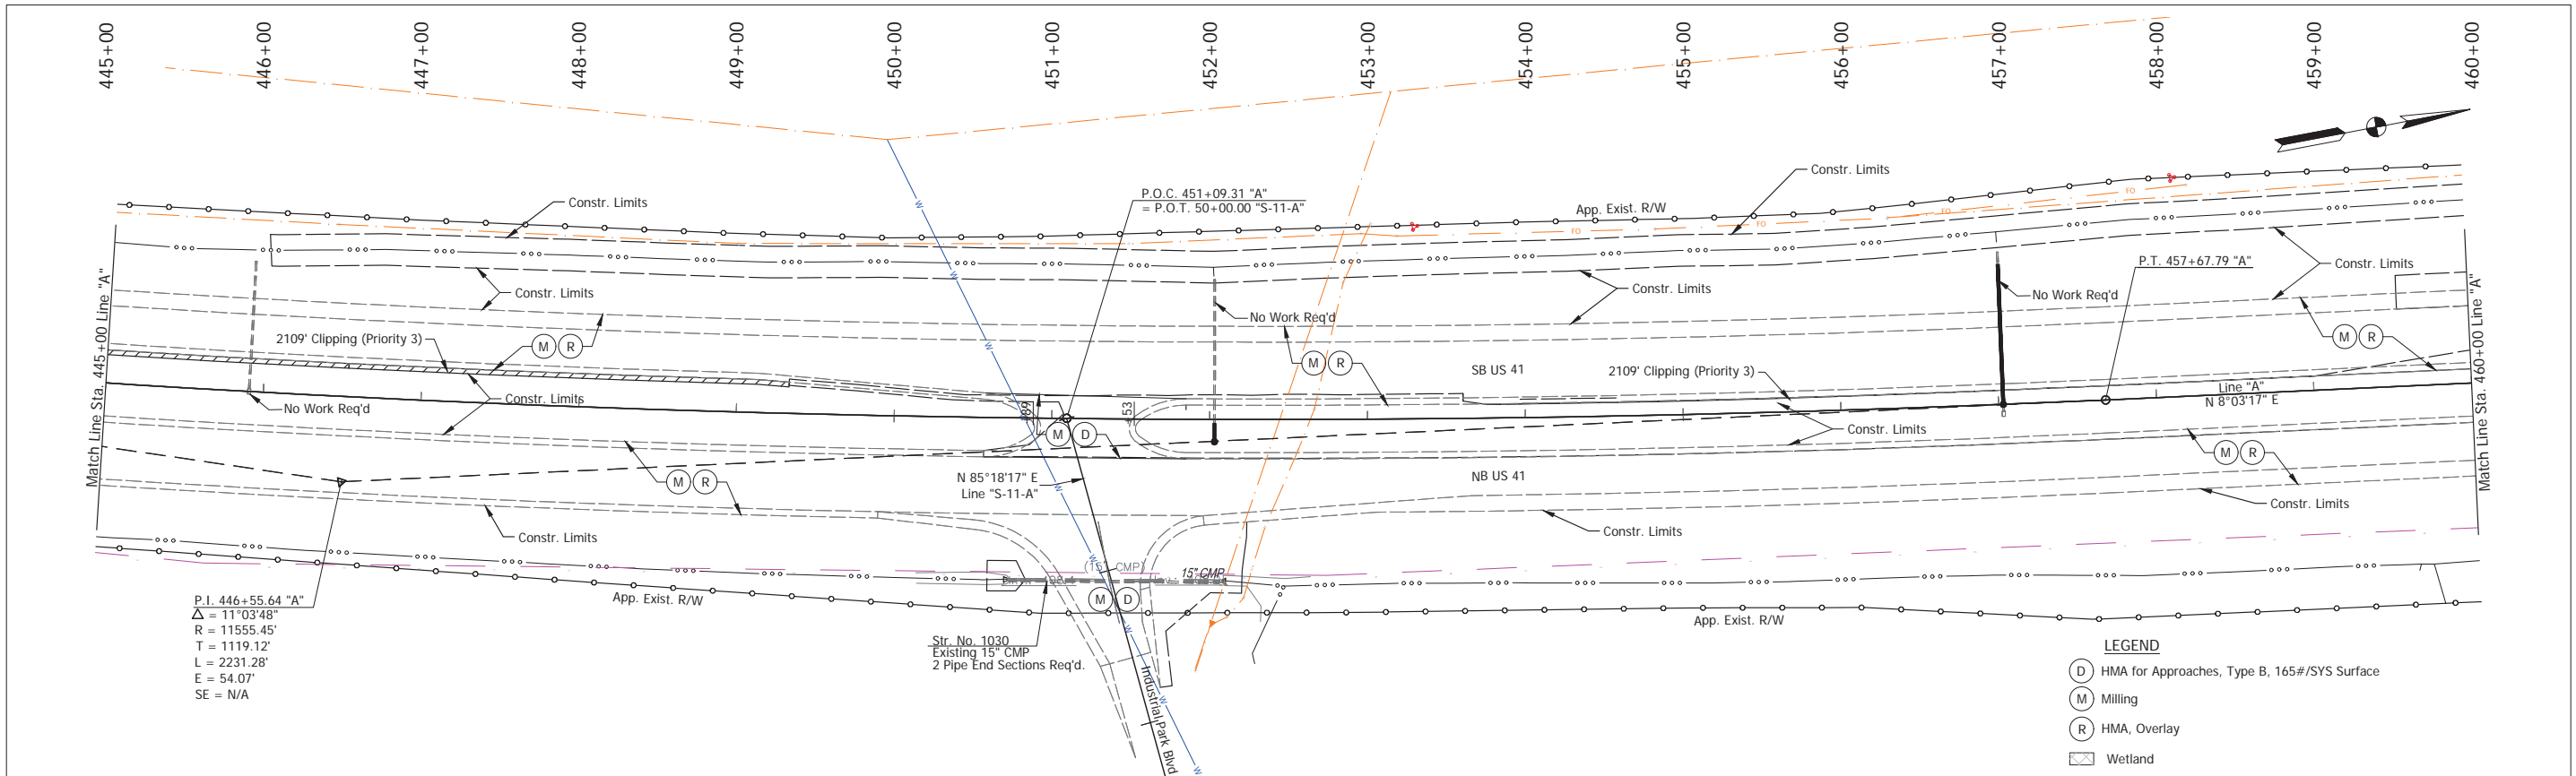 445+00
446+00
447+00
448+00
449+00
450+00
451+00
452+00
453+00
454+00
455+00
456+00
457+00
458+00
459+00
460+00
Constr. Limits
P.O.C. 451+09.31 "A"
= P.O.T. 50+00.00 "S-11-A"
App. Exist. R/W
Constr. Limits
FO
FO
FO
FO
Match Line Sta. 445+00 Line "A"
Constr. Limits
2109' Clipping (Priority 3)
M R
No Work Req'd
Constr. Limits
W
W
W
No Work Req'd
Constr. Limits
M R
SB US 41
2109' Clipping (Priority 3)
No Work Req'd
P.T. 457+67.79 "A"
Constr. Limits
M R
Line "A"
N 8°03'17" E
Match Line Sta. 460+00 Line "A"
+89
+53
M D
Constr. Limits
M R
N 85°18'17" E
Line "S-11-A"
W
NB US 41
M R
Constr. Limits
Constr. Limits
Constr. Limits
W
(15" CMP)
15" CMP
M D
App. Exist. R/W
App. Exist. R/W
P.I. 446+55.64 "A"
Δ = 11°03'48"
R = 11555.45'
T = 1119.12'
L = 2231.28'
E = 54.07'
SE = N/A
Str. No. 1030
Existing 15" CMP
2 Pipe End Sections Req'd.
W
W
W
Industrial Park Blvd
LEGEND
D HMA for Approaches, Type B, 165#/SYS Surface
M Milling
R HMA, Overlay
Wetland